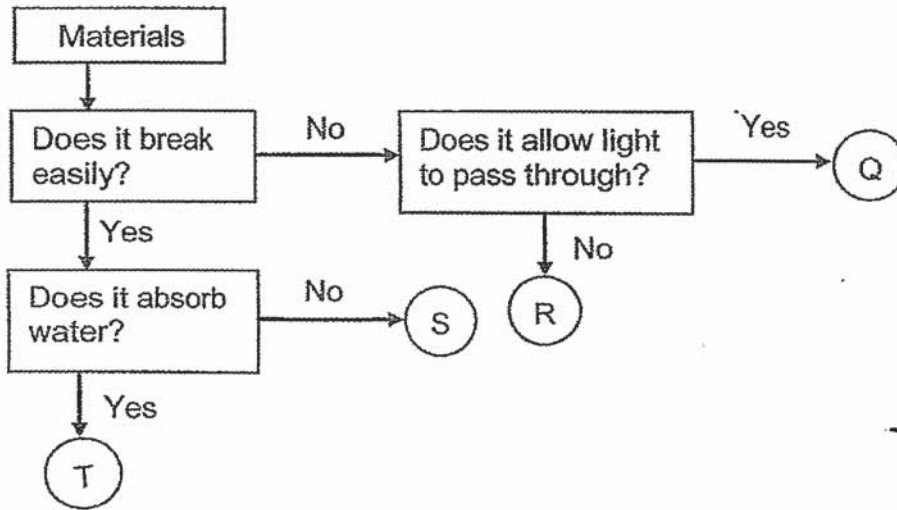 Materials
Does it break
easily?
No
Does it allow light
to pass through?
Yes
Q
Yes
No
R
Does it absorb
water?
No
S
Yes
T